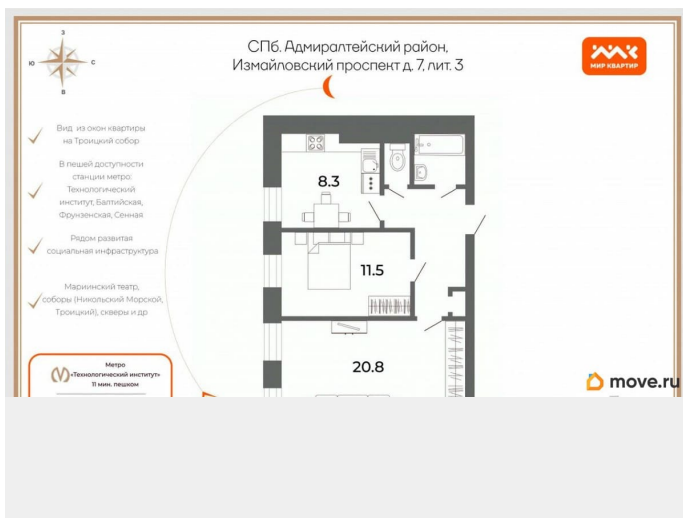 З
Ю
С
В
СПб. Адмиралтейский район,
Измайловский проспект д. 7, лит. 3
МИР КВАРТИР
Вид из окон квартиры
на Троицкий собор
В пешей доступности
станции метро:
Технологический
институт, Балтийская,
Фрунзенская, Сенная
Рядом развитая
социальная инфраструктура
Мариинский театр,
соборы (Никольский Морской,
Троицкий), скверы и др
Метро
«Технологический институт»
11 мин. пешком
8.3
11.5
20.8
move.ru